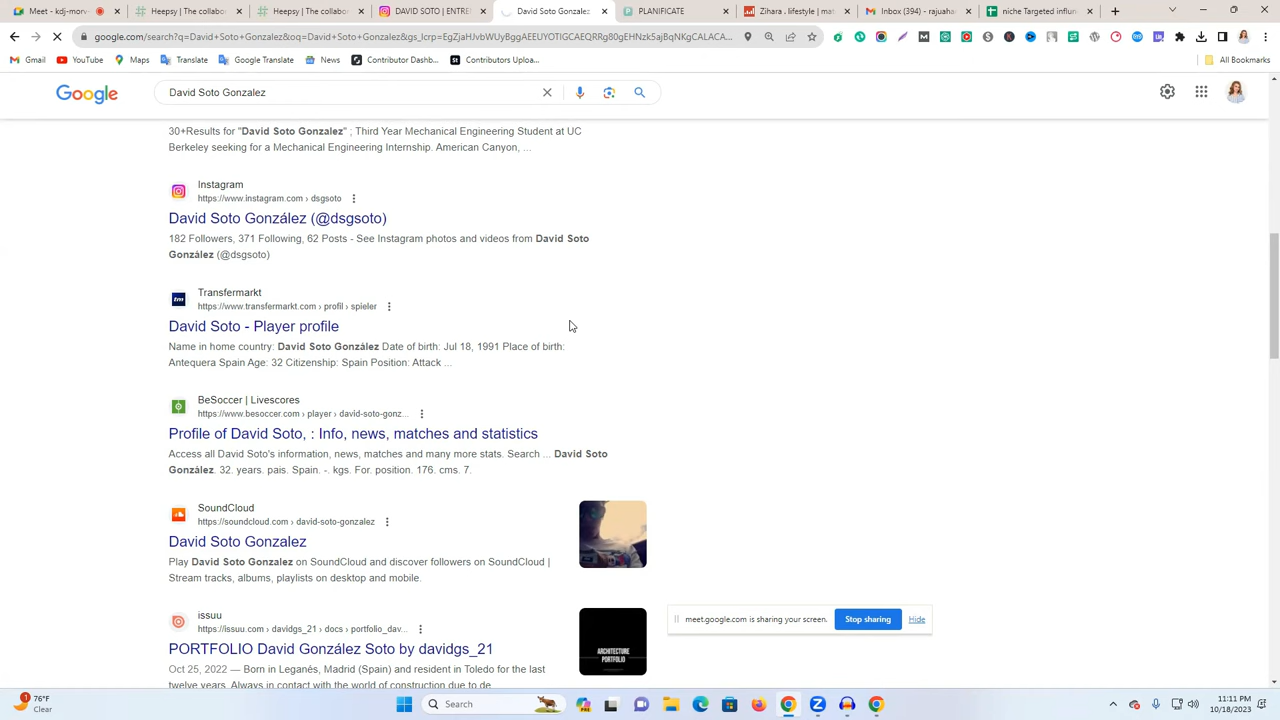 Meet - kdj-morv
Heepsy | The collabo
Heepsy | The collabo
DAVID SOTO | ENTRE
David Soto Gonzalez
PLANIFICATE
Zihara . lifestyle | mat
Inbox (394) - rajuahar
niche Targeted influ
google.com/search?q=David+Soto+Gonzalez&oq=David+Soto+Gonzalez&gs_lcrp=EgZjaHJvbWUyBggAEEUYOTIGCAEQRRg80gEHNzk5ajBqNKgCALACA...
Gmail
YouTube
Maps
Translate
Google Translate
News
Contributor Dashb...
Contributors Uploa...
All Bookmarks
Google
David Soto Gonzalez
30+Results for "David Soto Gonzalez" ; Third Year Mechanical Engineering Student at UC
Berkeley seeking for a Mechanical Engineering Internship. American Canyon, ...
Instagram
https://www.instagram.com › dsgsoto
David Soto González (@dsgsoto)
182 Followers, 371 Following, 62 Posts - See Instagram photos and videos from David Soto
González (@dsgsoto)
Transfermarkt
https://www.transfermarkt.com › profil › spieler
David Soto - Player profile
Name in home country: David Soto González Date of birth: Jul 18, 1991 Place of birth:
Antequera Spain Age: 32 Citizenship: Spain Position: Attack ...
BeSoccer | Livescores
https://www.besoccer.com › player › david-soto-gonz...
Profile of David Soto, : Info, news, matches and statistics
Access all David Soto's information, news, matches and many more stats. Search ... David Soto
González. 32. years. pais. Spain. -. kgs. For. position. 176. cms. 7.
SoundCloud
https://soundcloud.com › david-soto-gonzalez
David Soto Gonzalez
Play David Soto Gonzalez on SoundCloud and discover followers on SoundCloud |
Stream tracks, albums, playlists on desktop and mobile.
issuu
https://issuu.com › davidgs_21 › docs › portfolio_dav...
PORTFOLIO David González Soto by davidgs_21
Oct 25, 2022 — Born in Leganés, and resident in Toledo for the last
twelve years. Always in contact with the world of construction due to de
ARCHITECTURE
PORTFOLIO
meet.google.com is sharing your screen.
Stop sharing
Hide
76°F
Clear
Search
11:11 PM
10/18/2023